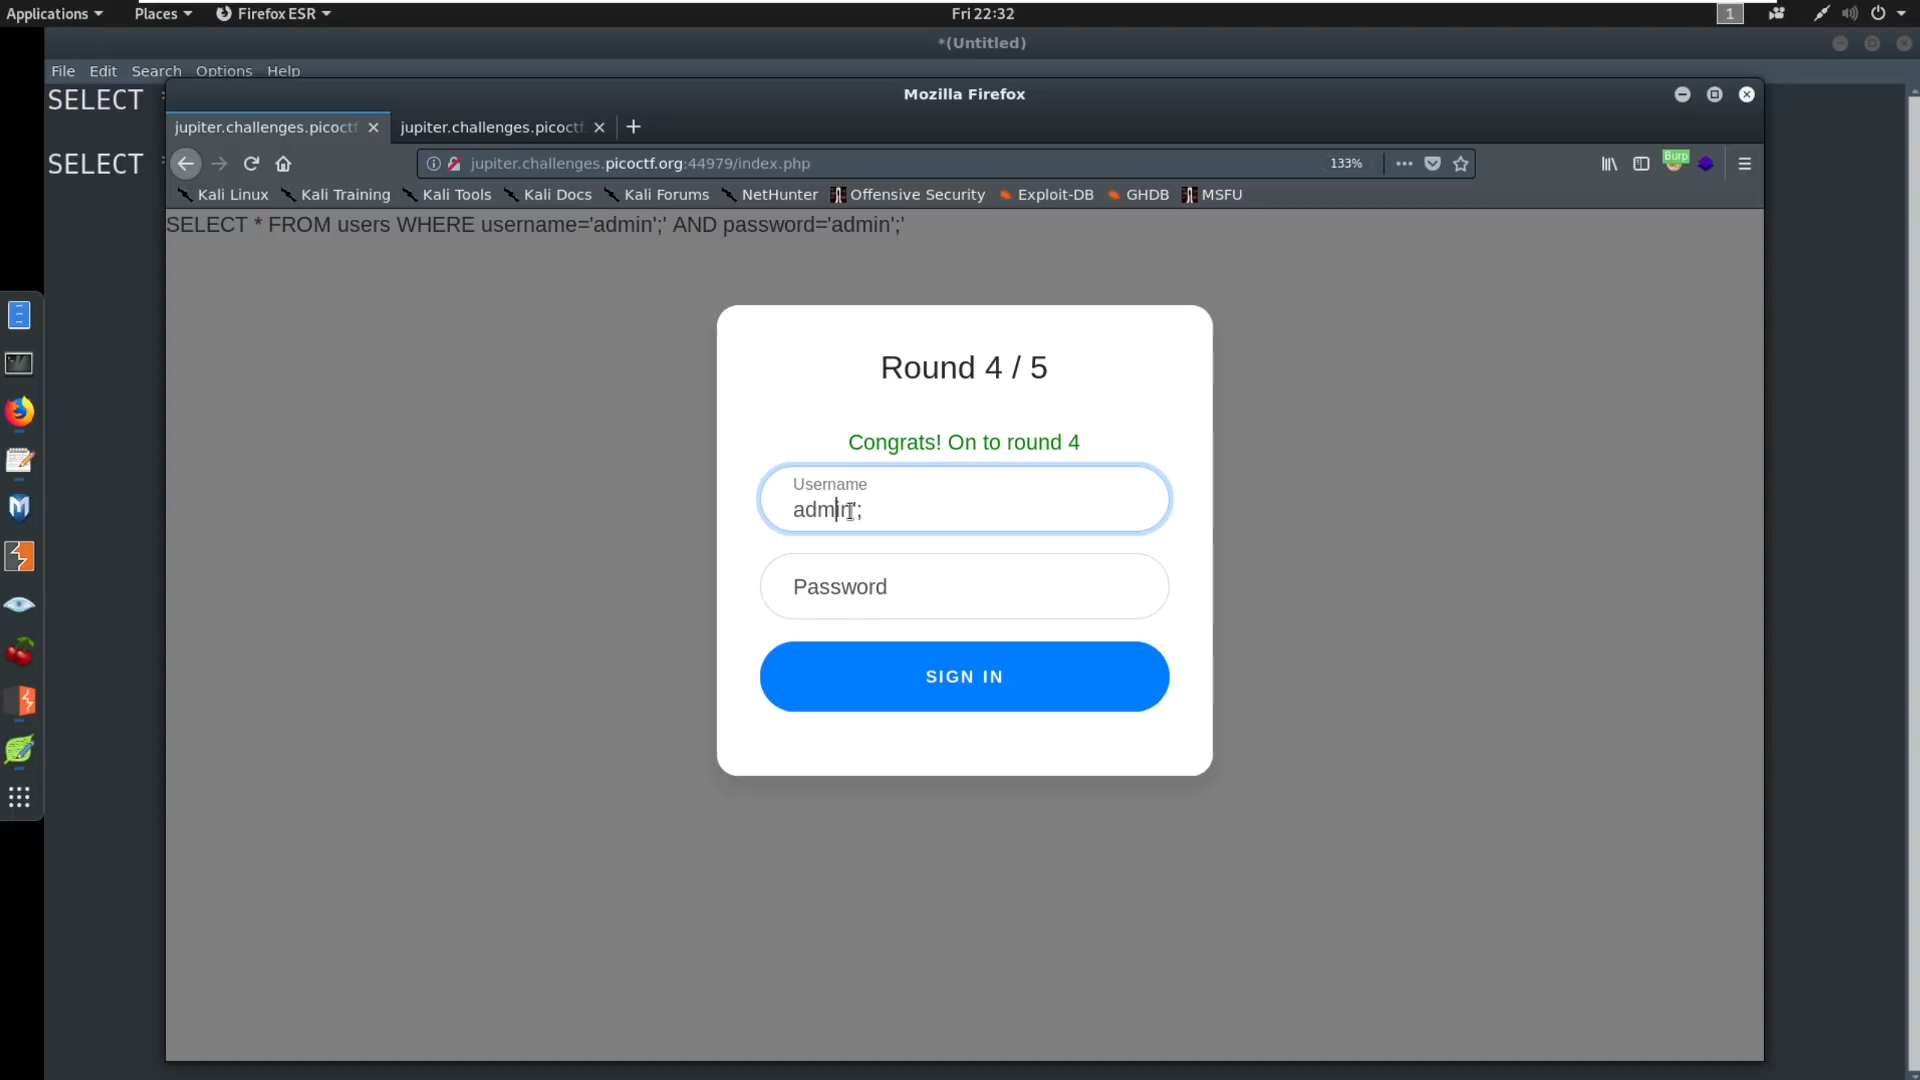 Applications Places Firefox ESR Fri 22:32 1
*(Untitled)
File Edit Search Options Help
SELECT
SELECT
Mozilla Firefox
jupiter.challenges.picoctf jupiter.challenges.picoctf
jupiter.challenges.picoctf.org:44979/index.php 133% Burp
Kali Linux Kali Training Kali Tools Kali Docs Kali Forums NetHunter Offensive Security Exploit-DB GHDB MSFU
SELECT * FROM users WHERE username='admin';' AND password='admin';'
Round 4 / 5
Congrats! On to round 4
Username
admin';
Password
SIGN IN